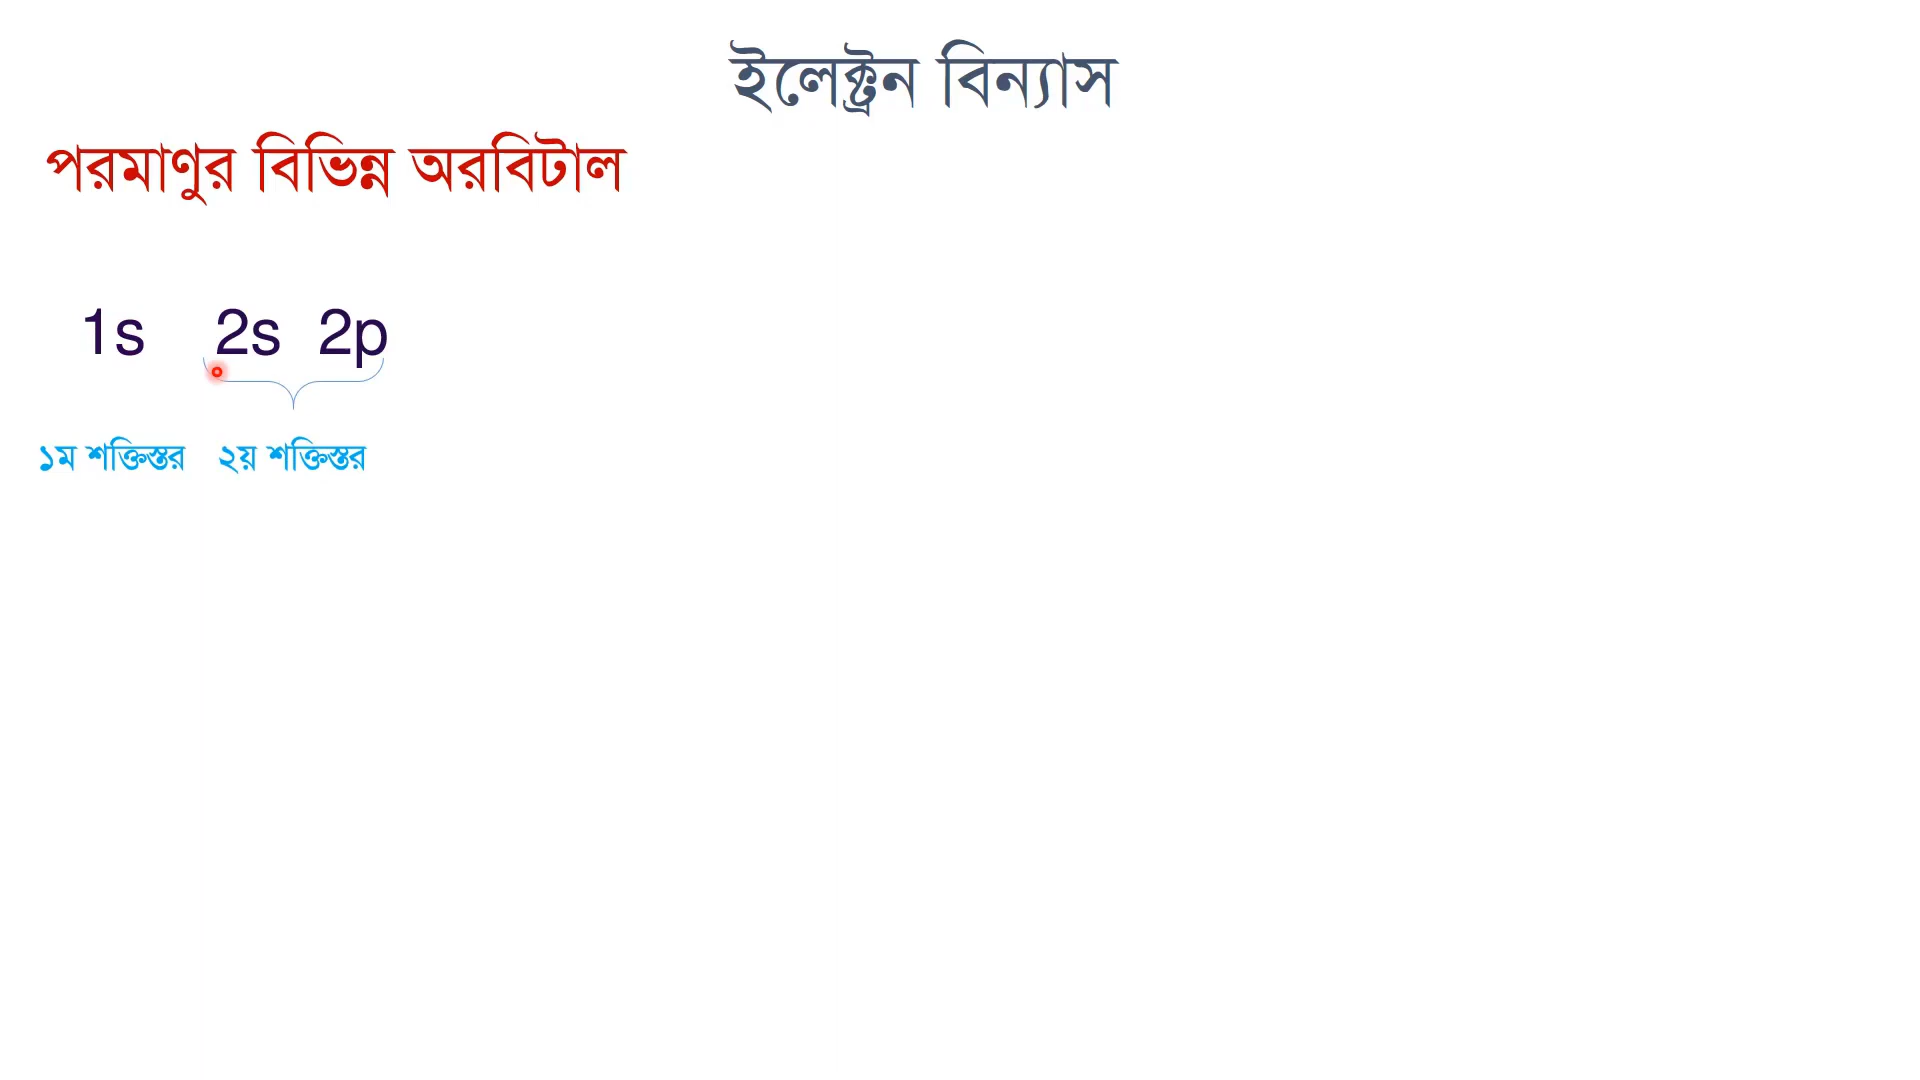 ইলেক্ট্রন বিন্যাস
পরমাণুর বিভিন্ন অরবিটাল
1s 2s 2p
১ম শক্তিস্তর ২য় শক্তিস্তর